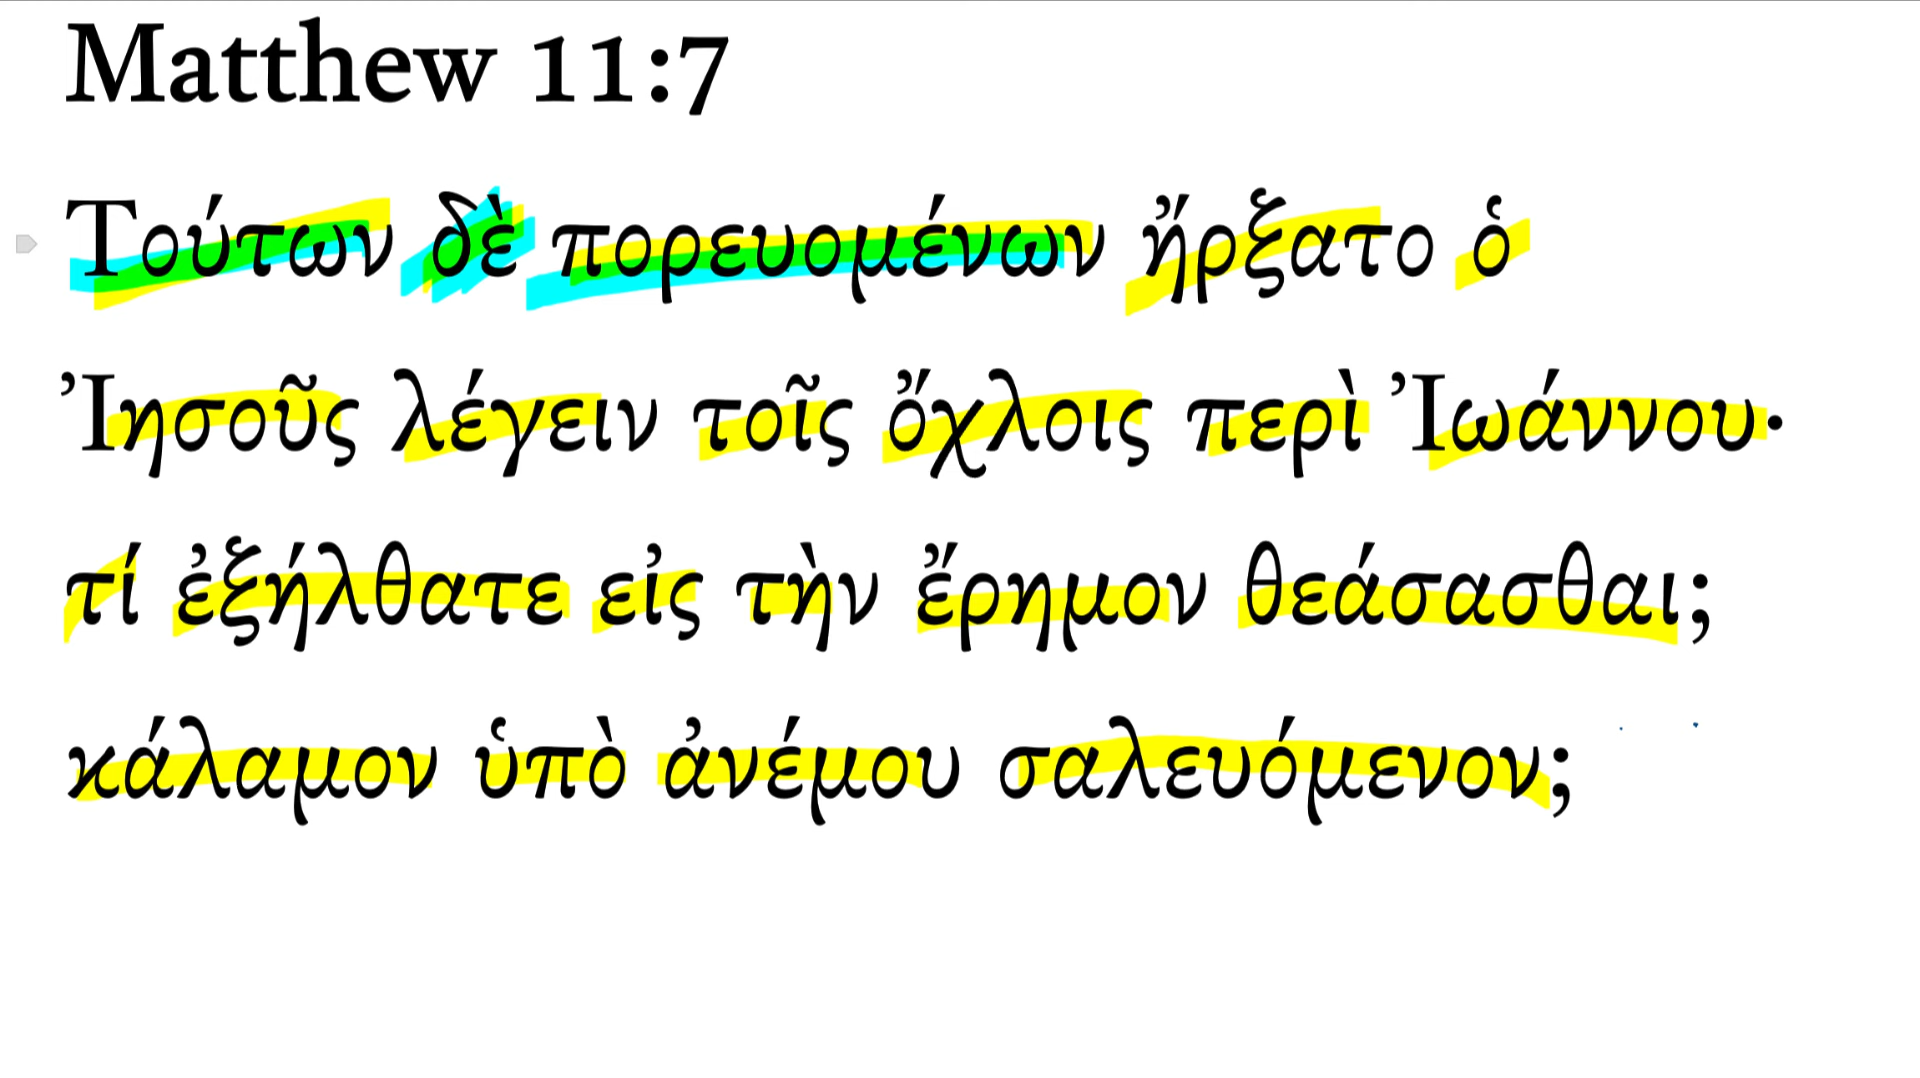 Matthew 11:7
Τούτων δὲ πορευομένων ἤρξατο ὁ
Ἰησοῦς λέγειν τοῖς ὄχλοις περὶ Ἰωάννου·
τί ἐξήλθατε εἰς τὴν ἔρημον θεάσασθαι;
κάλαμον ὑπὸ ἀνέμου σαλευόμενον;